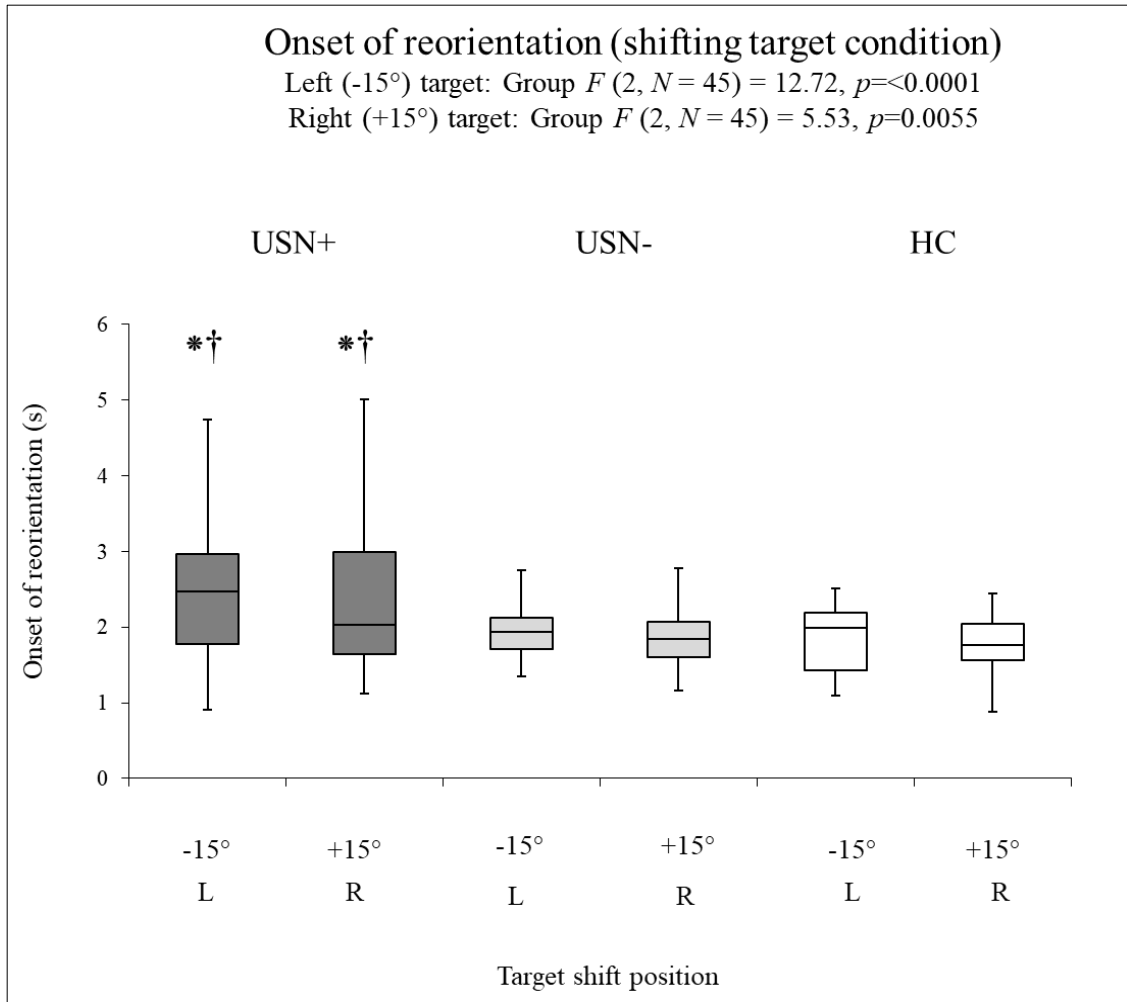 Onset of reorientation (shifting target condition)
Left (-15°) target: Group F (2, N = 45) = 12.72, p=<0.0001
Right (+15°) target: Group F (2, N = 45) = 5.53, p=0.0055
USN+ USN- HC
Onset of reorientation (s)
6
*† *†
5
4
3
2
1
0
-15° +15° -15° +15° -15° +15°
L R L R L R
Target shift position